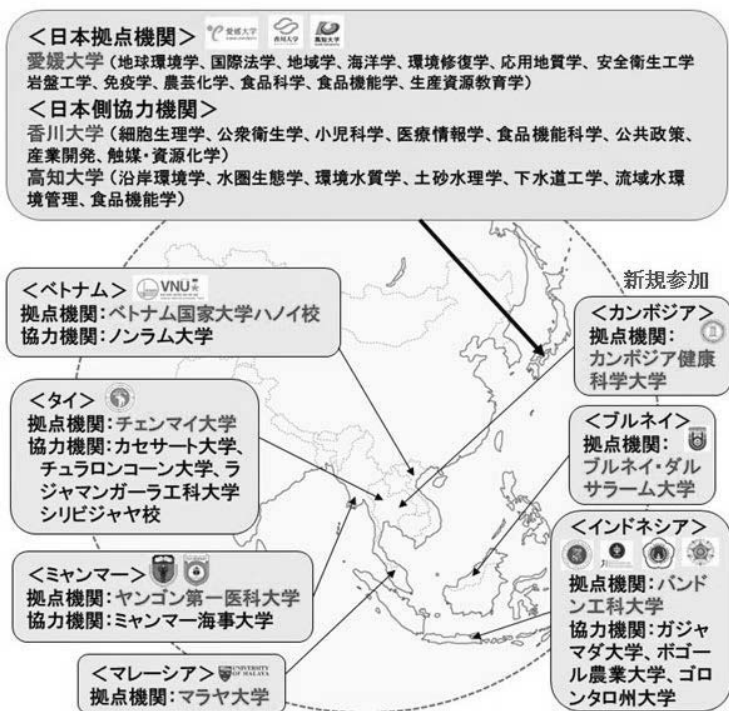 <日本拠点機関>
愛媛大学(地球環境学、国際法学、地域学、海洋学、環境修復学、応用地質学、安全衛生工学
岩盤工学、免疫学、農芸化学、食品科学、食品機能学、生産資源教育学)
<日本側協力機関>
香川大学(細胞生理学、公衆衛生学、小児科学、医療情報学、食品機能科学、公共政策、
産業開発、触媒・資源化学)
高知大学(沿岸環境学、水圏生態学、環境水質学、土砂水理学、下水道工学、流域水環
境管理、食品機能学)
<ベトナム> VNU
拠点機関:ベトナム国家大学ハノイ校
協力機関:ノンラム大学
新規参加
<カンボジア>
拠点機関:
カンボジア健康
科学大学
<タイ>
拠点機関:チェンマイ大学
協力機関:カセサート大学、
チュラロンコーン大学、ラ
ジャマンガーラ工科大学
シリビジャヤ校
<ブルネイ>
拠点機関:
ブルネイ・ダル
サラーム大学
<ミャンマー>
拠点機関:ヤンゴン第一医科大学
協力機関:ミャンマー海事大学
<インドネシア>
拠点機関:バンド
ン工科大学
協力機関:ガジャ
マダ大学、ボゴー
ル農業大学、ゴロ
ンタロ州大学
<マレーシア> UNIVERSITY OF MALAYA
拠点機関:マラヤ大学